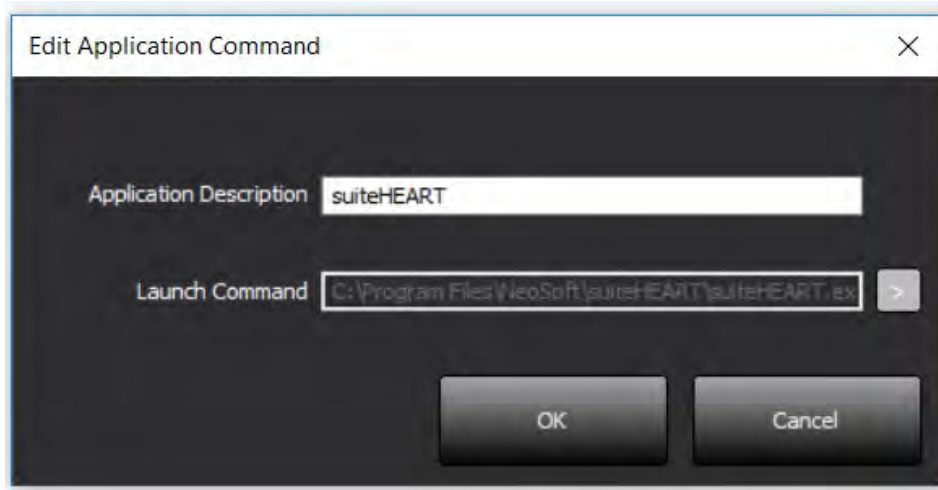 Edit Application Command
Application Description suiteHEART
Launch Command C:\Program Files\NeoSoft\suiteHEART\suiteHEART.ex >
OK Cancel